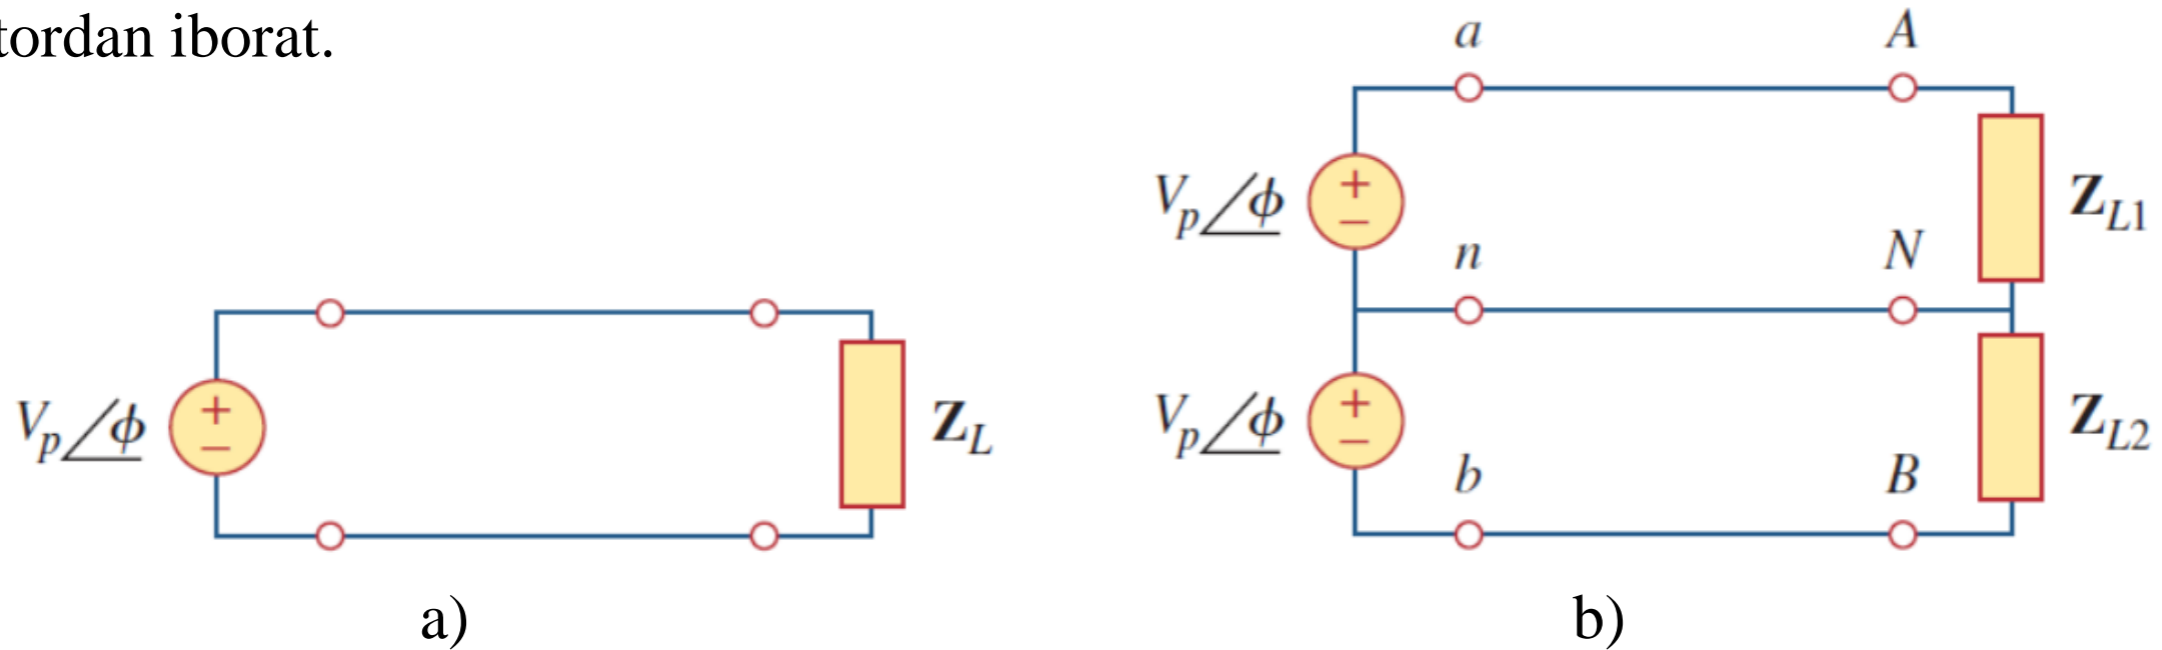 tordan iborat.
a A
Vp∠ϕ + − ZL1
n N
Vp∠ϕ + − ZL
Vp∠ϕ + − ZL2
b B
a) b)